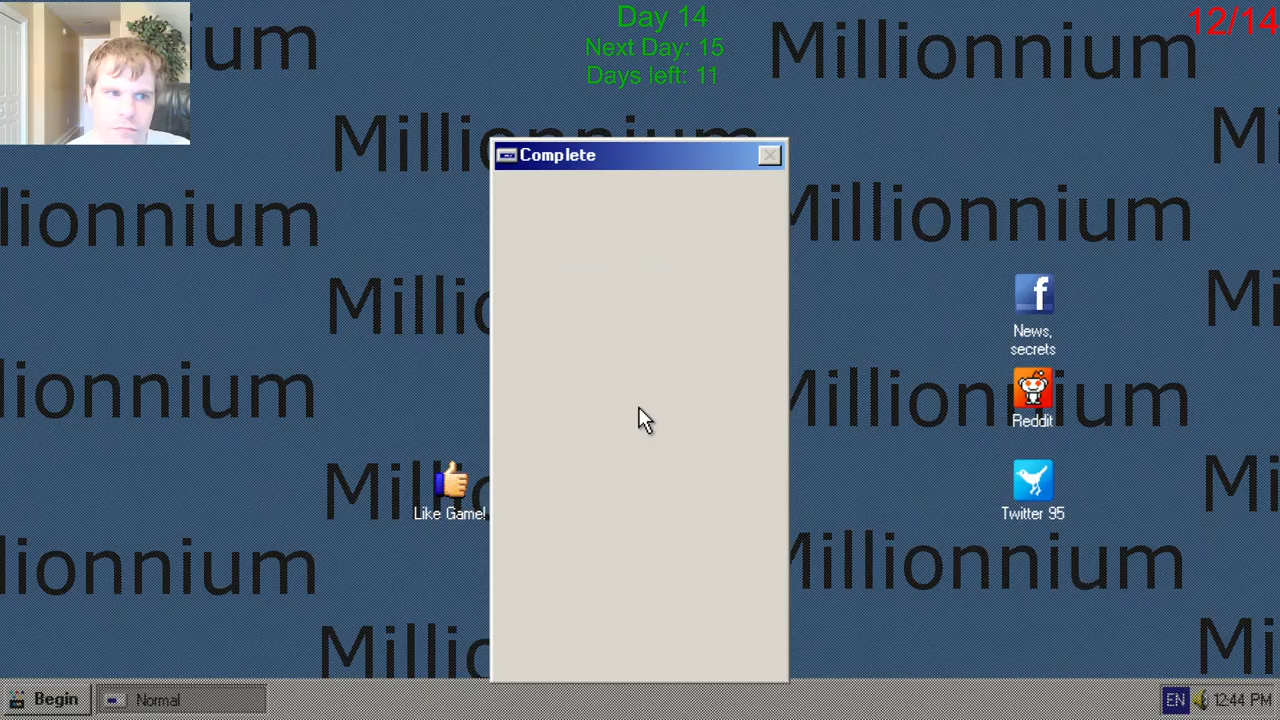 Day 14
Next Day: 15
Days left: 11
12/14
Millionnium
Complete
Like Game!
News,
secrets
Reddit
Twitter 95
Begin
Normal
EN
12:44 PM